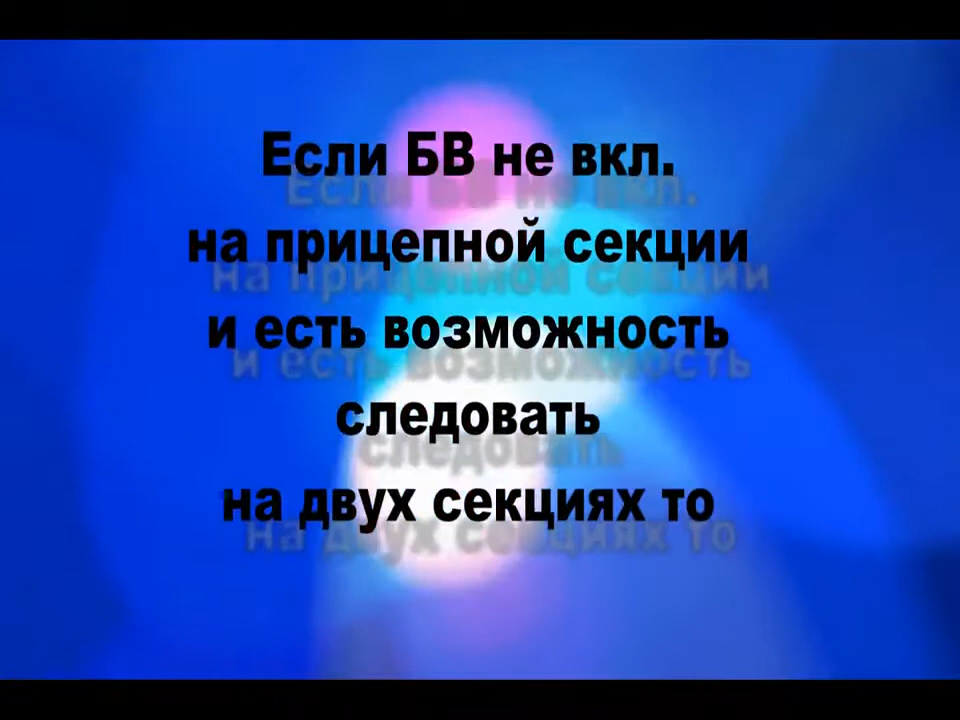 Если БВ не вкл.
на прицепной секции
и есть возможность
следовать
на двух секциях то